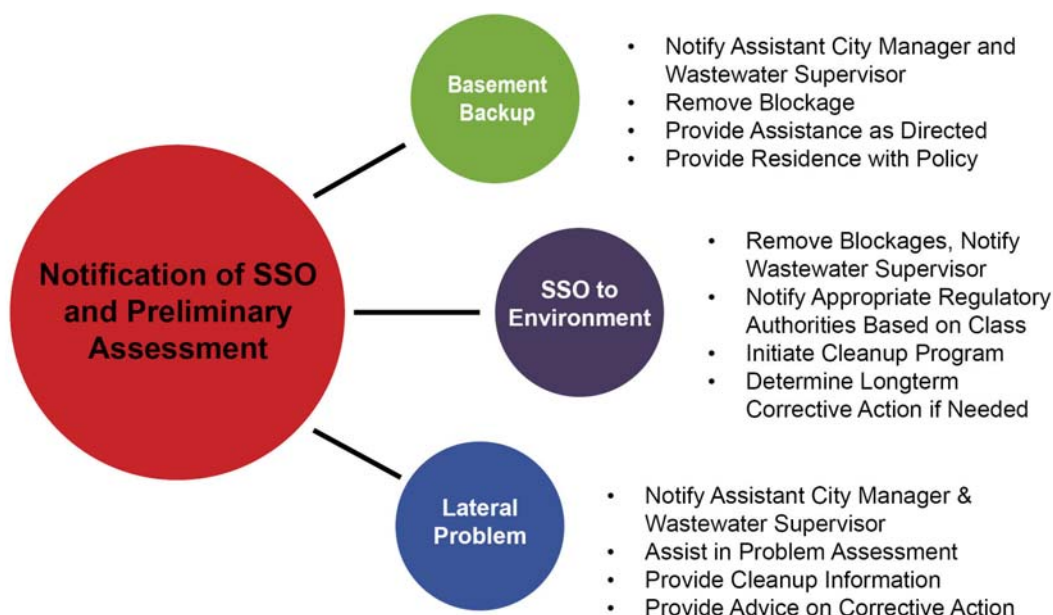 Notification of SSO
and Preliminary
Assessment
Basement
Backup
• Notify Assistant City Manager and
Wastewater Supervisor
• Remove Blockage
• Provide Assistance as Directed
• Provide Residence with Policy
SSO to
Environment
• Remove Blockages, Notify
Wastewater Supervisor
• Notify Appropriate Regulatory
Authorities Based on Class
• Initiate Cleanup Program
• Determine Longterm
Corrective Action if Needed
Lateral
Problem
• Notify Assistant City Manager &
Wastewater Supervisor
• Assist in Problem Assessment
• Provide Cleanup Information
• Provide Advice on Corrective Action